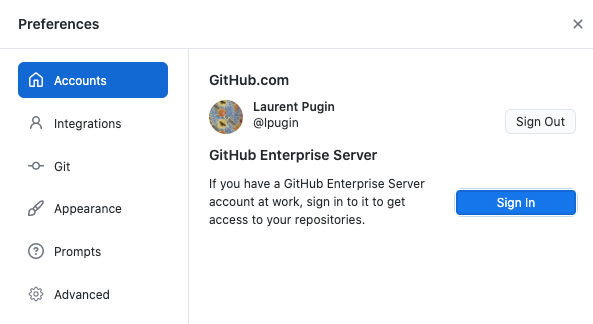 Preferences
Accounts
Integrations
Git
Appearance
Prompts
Advanced
GitHub.com
Laurent Pugin
@lpugin
Sign Out
GitHub Enterprise Server
If you have a GitHub Enterprise Server
account at work, sign in to it to get
access to your repositories.
Sign In